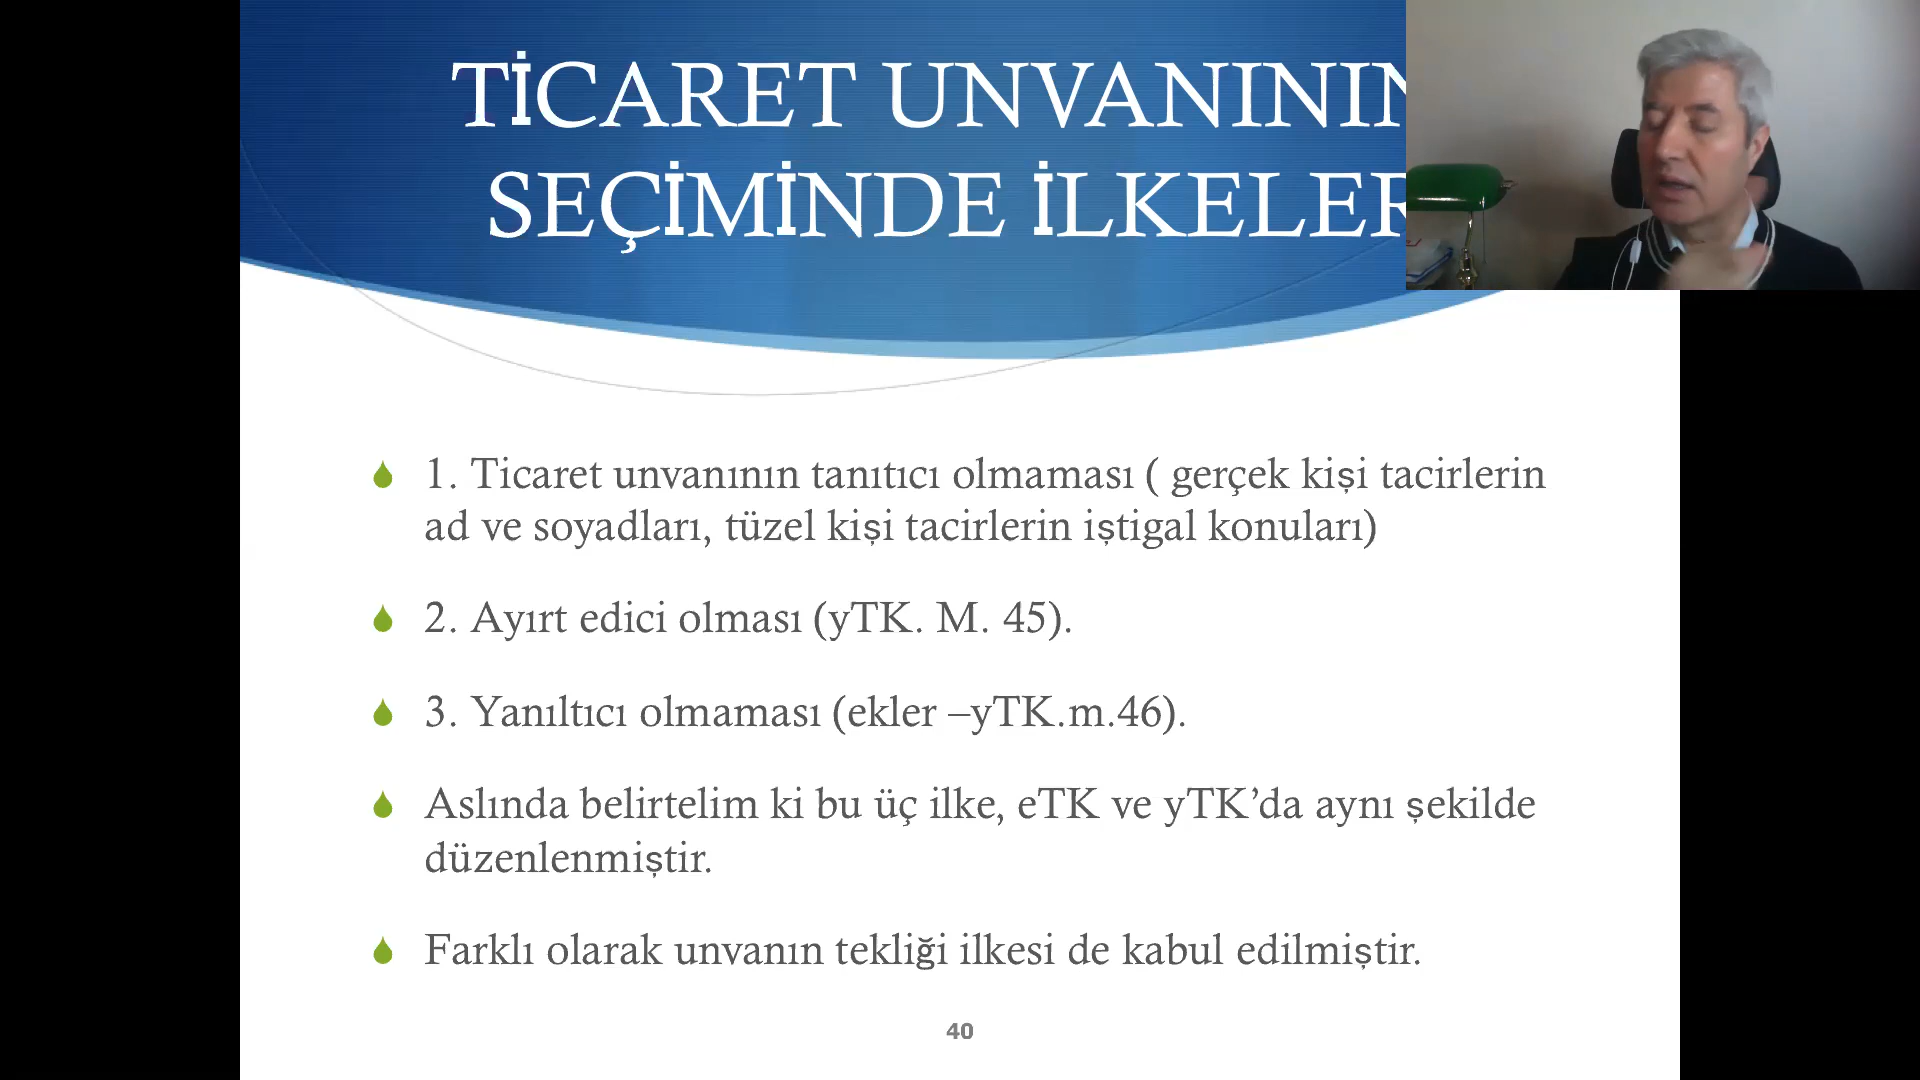 TİCARET UNVANININ
SEÇİMİNDE İLKELER
1. Ticaret unvanının tanıtıcı olmaması ( gerçek kişi tacirlerin
ad ve soyadları, tüzel kişi tacirlerin iştigal konuları)
2. Ayırt edici olması (yTK. M. 45).
3. Yanıltıcı olmaması (ekler –yTK.m.46).
Aslında belirtelim ki bu üç ilke, eTK ve yTK’da aynı şekilde
düzenlenmiştir.
Farklı olarak unvanın tekliği ilkesi de kabul edilmiştir.
40